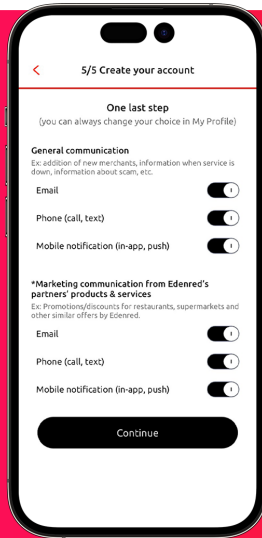 5/5 Create your account
One last step
(you can always change your choice in My Profile)
General communication
Ex: addition of new merchants, information when service is
down, information about scam, etc.
Email
Phone (call, text)
Mobile notification (in-app, push)
*Marketing communication from Edenred's
partners' products & services
Ex: Promotions/discounts for restaurants, supermarkets and
other similar offers by Edenred.
Email
Phone (call, text)
Mobile notification (in-app, push)
Continue